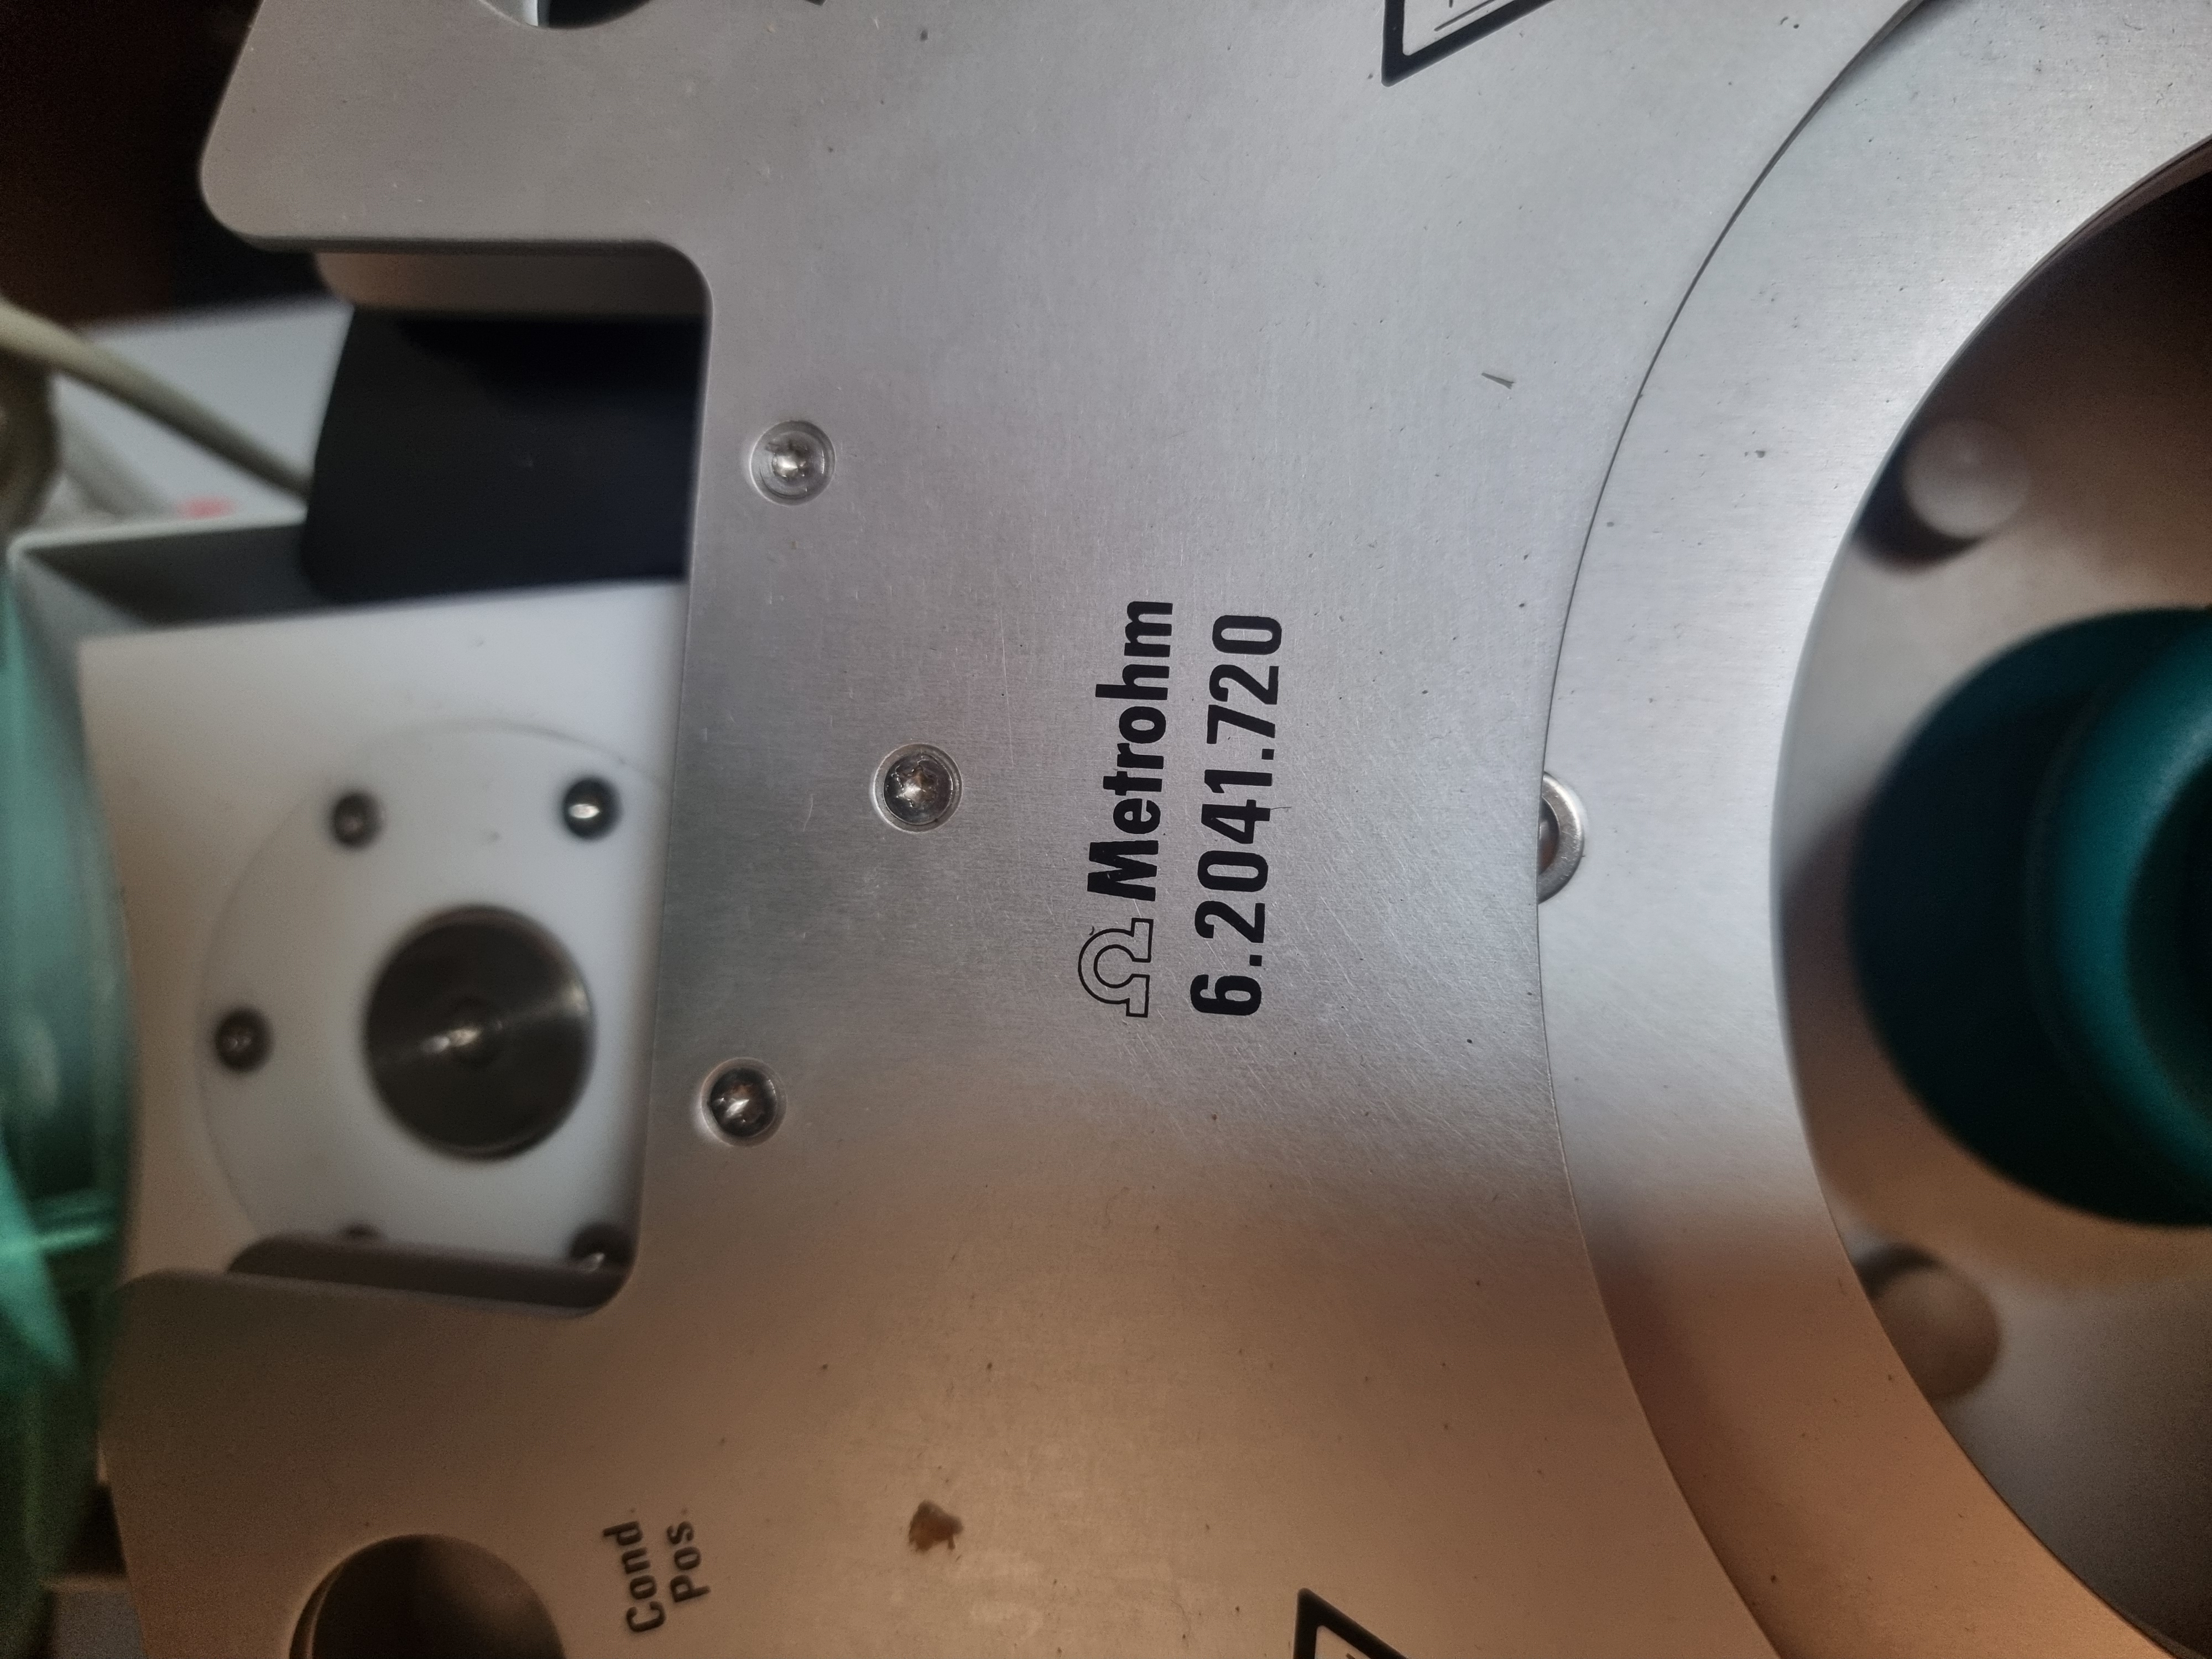 Ω Metrohm
6.2041.720
Cond.
Pos.